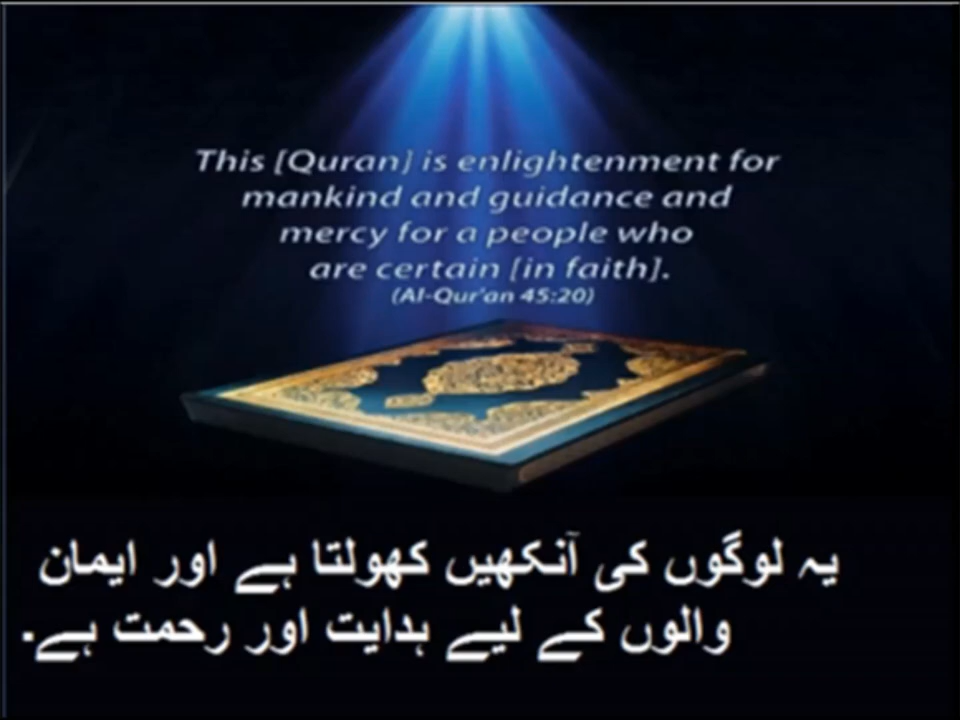 This [Quran] is enlightenment for
mankind and guidance and
mercy for a people who
are certain [in faith].
(Al-Qur'an 45:20)
یہ لوگوں کی آنکھیں کھولتا ہے اور ایمان
والوں کے لیے ہدایت اور رحمت ہے۔